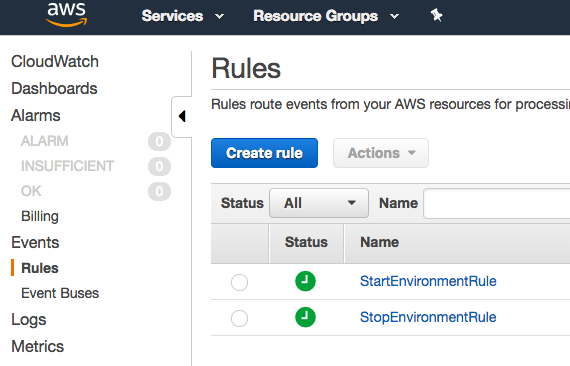 aws
Services
Resource Groups
CloudWatch
Dashboards
Alarms
ALARM 0
INSUFFICIENT 0
OK 0
Billing
Events
Rules
Event Buses
Logs
Metrics
Rules
Rules route events from your AWS resources for
Create rule
Actions
Status
All
Name
Status
Name
StartEnvironmentRule
StopEnvironmentRule